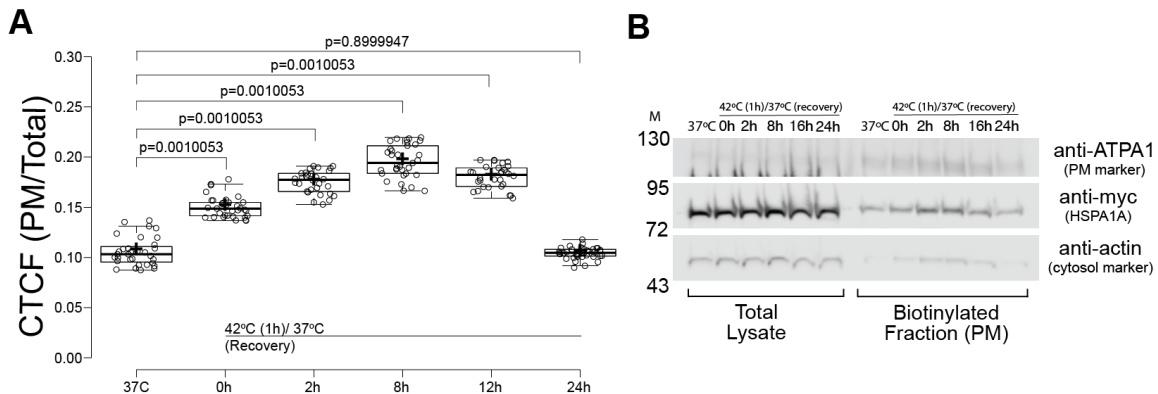 A
p=0.8999947
p=0.0010053
p=0.0010053
p=0.0010053
p=0.0010053
CTCF (PM/Total)
0.30
0.25
0.20
0.15
0.10
0.05
0.00
42ºC (1h)/ 37ºC
(Recovery)
37C 0h 2h 8h 12h 24h
B
M
42ºC (1h)/37ºC (recovery) 42ºC (1h)/37ºC (recovery)
37ºC 0h 2h 8h 16h 24h 37ºC 0h 2h 8h 16h 24h
130
95
72
43
anti-ATPA1
(PM marker)
anti-myc
(HSPA1A)
anti-actin
(cytosol marker)
Total
Lysate
Biotinylated
Fraction (PM)